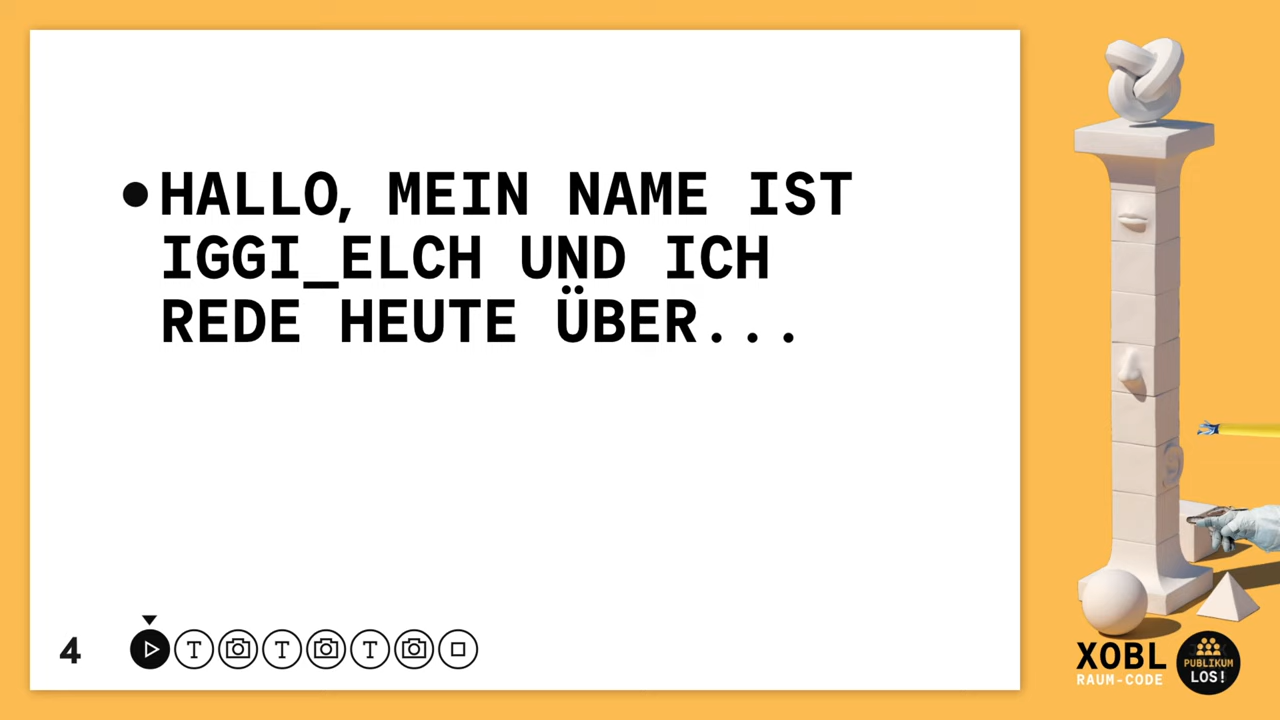 •HALLO, MEIN NAME IST
IGGI_ELCH UND ICH
REDE HEUTE ÜBER...
4
T T T
XOBL
RAUM-CODE
PUBLIKUM
LOS!